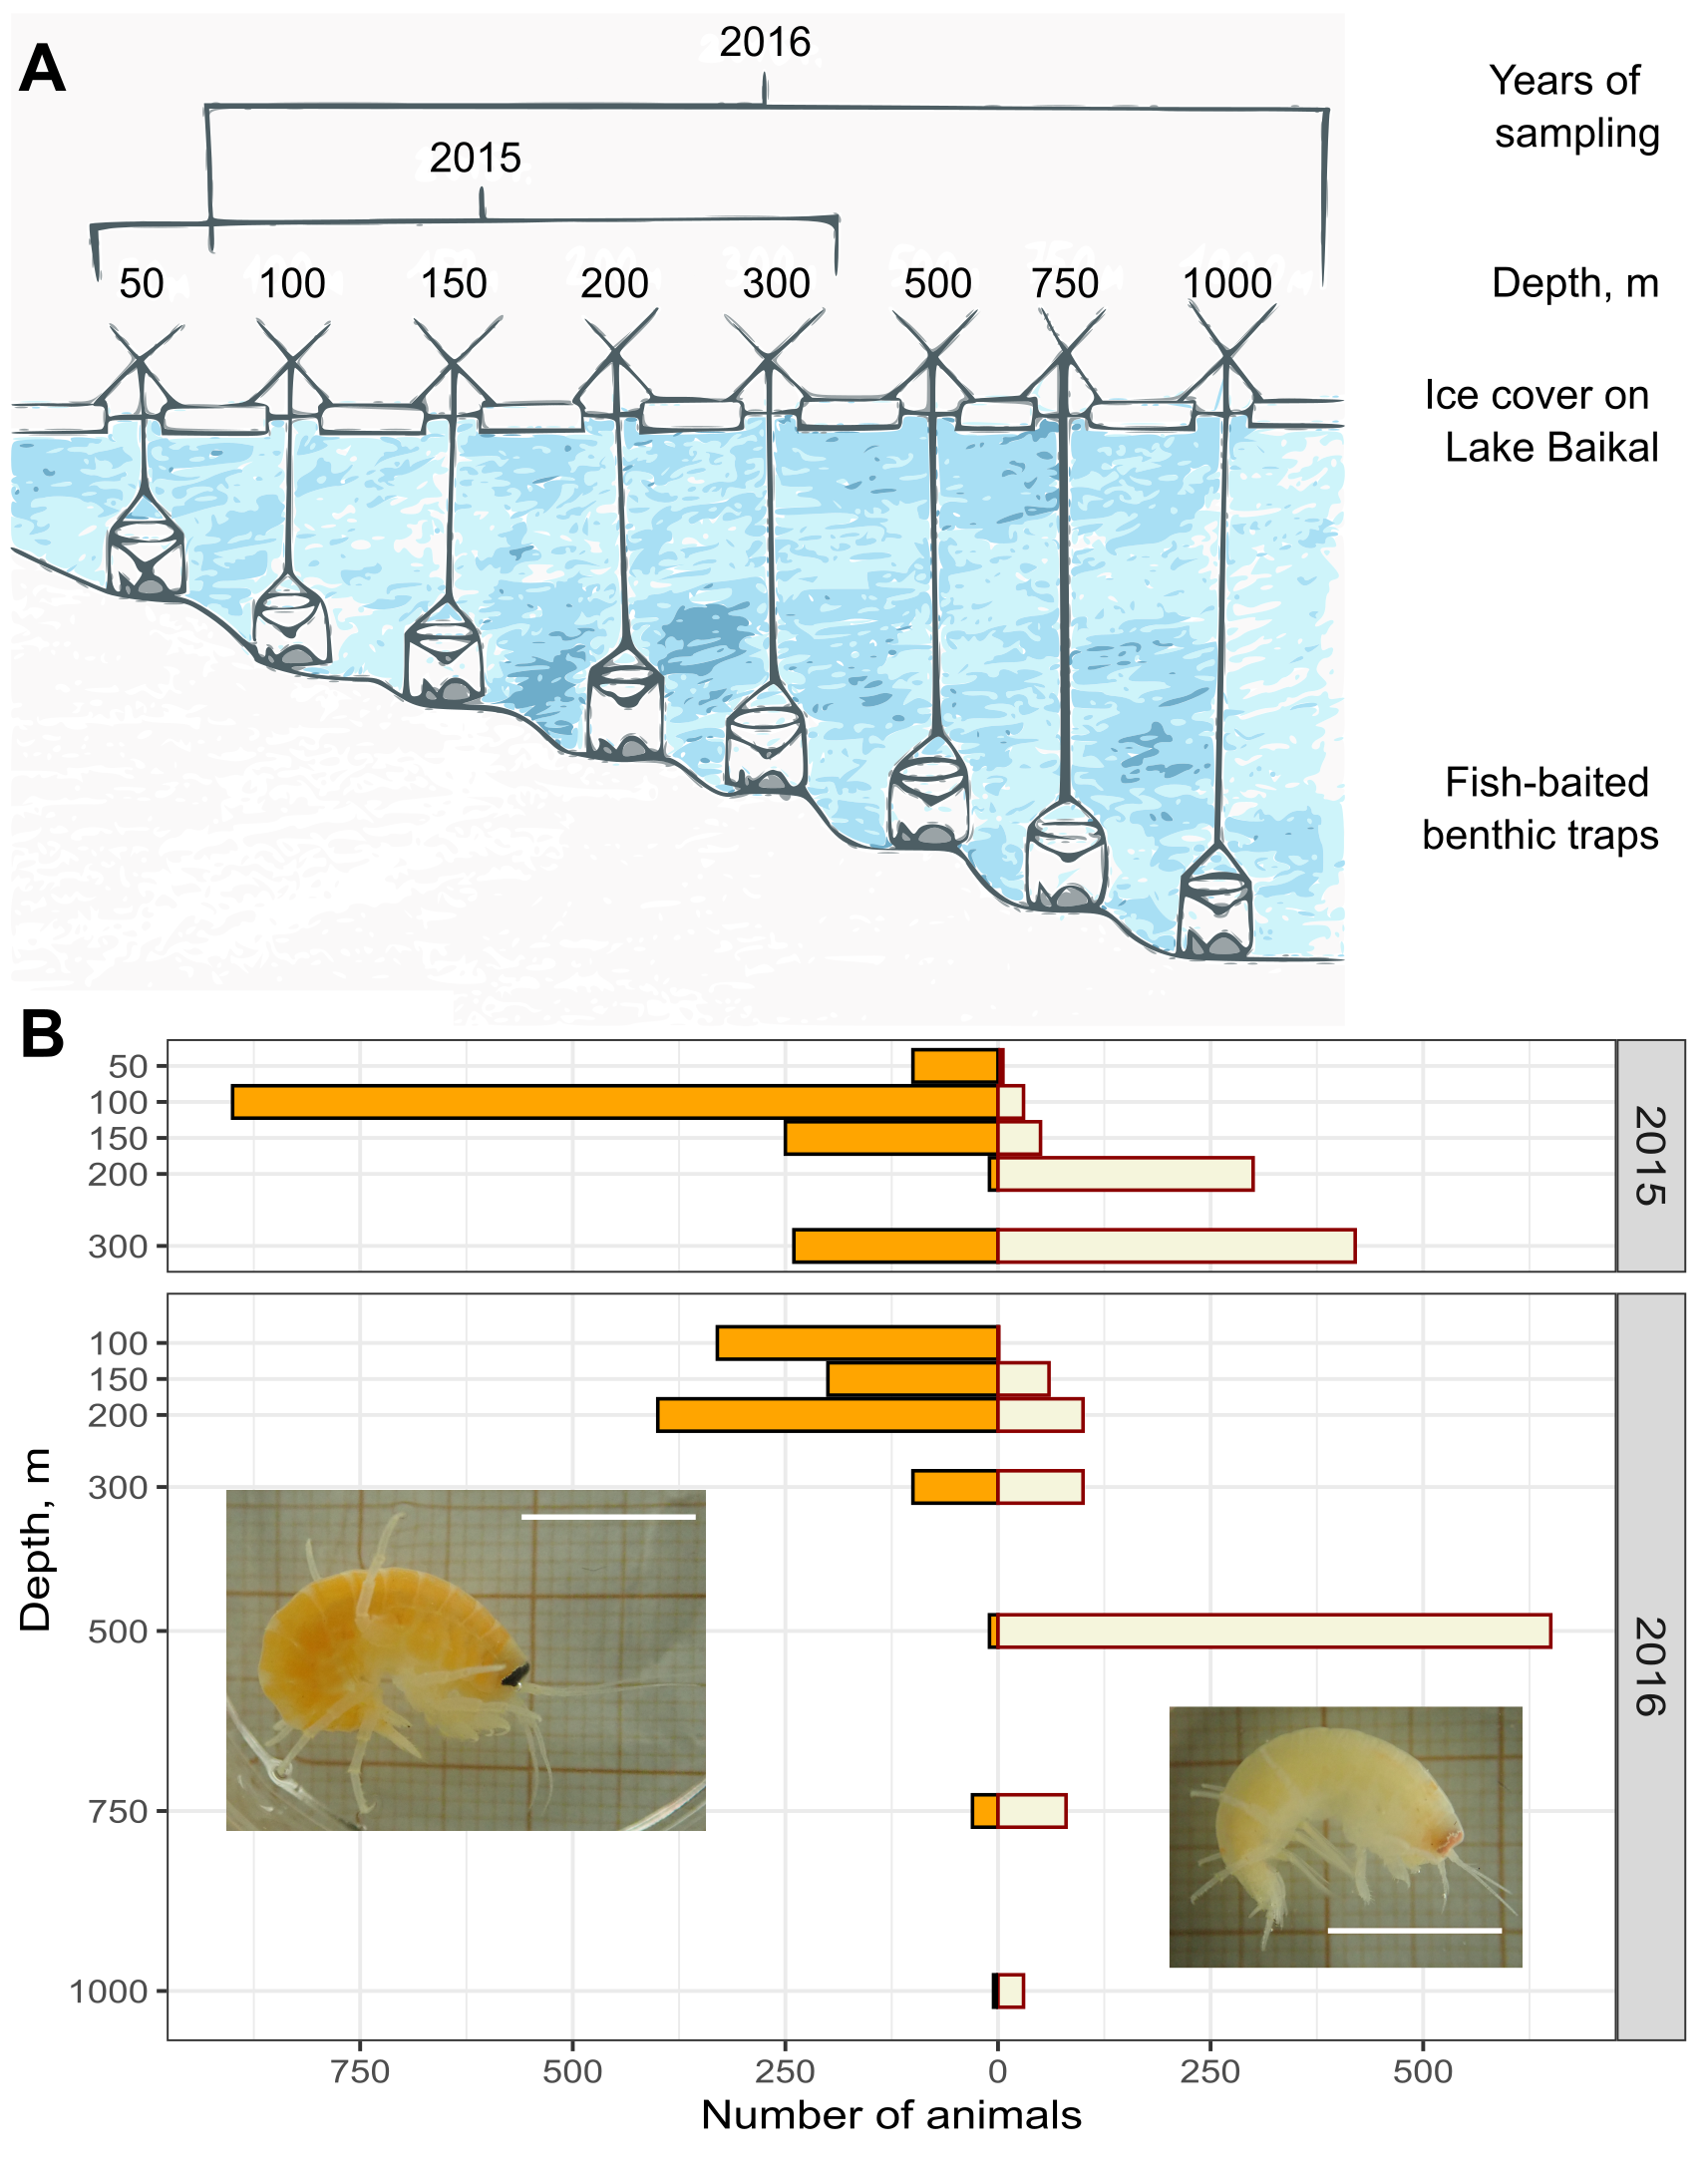 A
2016
Years of
sampling
2015
50 100 150 200 300 500 750 1000 Depth, m
Ice cover on
Lake Baikal
Fish-baited
benthic traps
B
50
100
150
200
300
2015
100
150
200
300
500
750
1000
Depth, m
2016
750 500 250 0 250 500
Number of animals